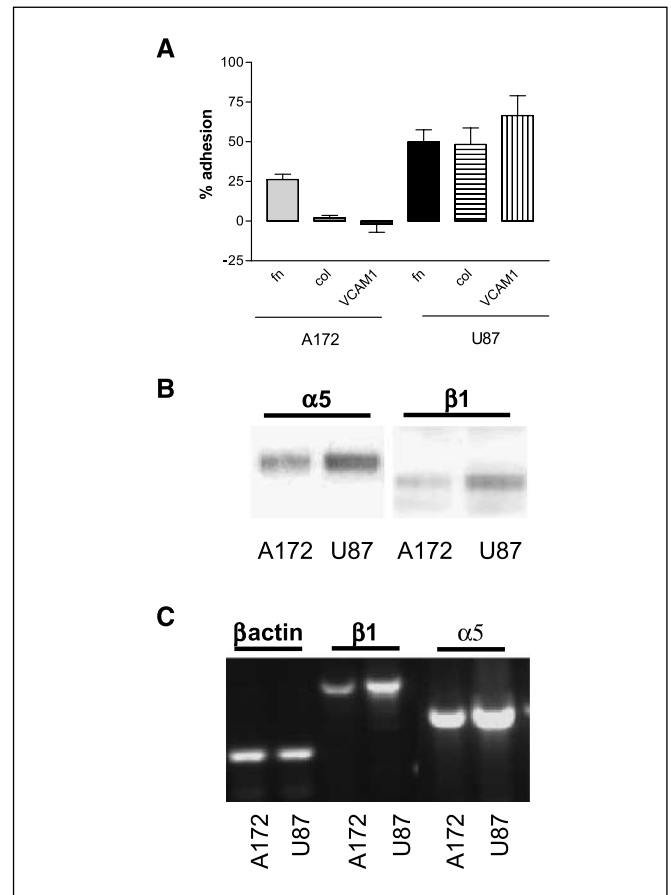 A
100
75
50
25
0
-25
% adhesion
fn col VCAM1 fn col VCAM1
A172 U87
B
α5 β1
A172 U87 A172 U87
C
βactin β1 α5
A172 U87 A172 U87 A172 U87